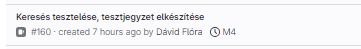 Keresés tesztelése, tesztjegyzet elkészítése
#160 · created 7 hours ago by Dávid Flóra M4